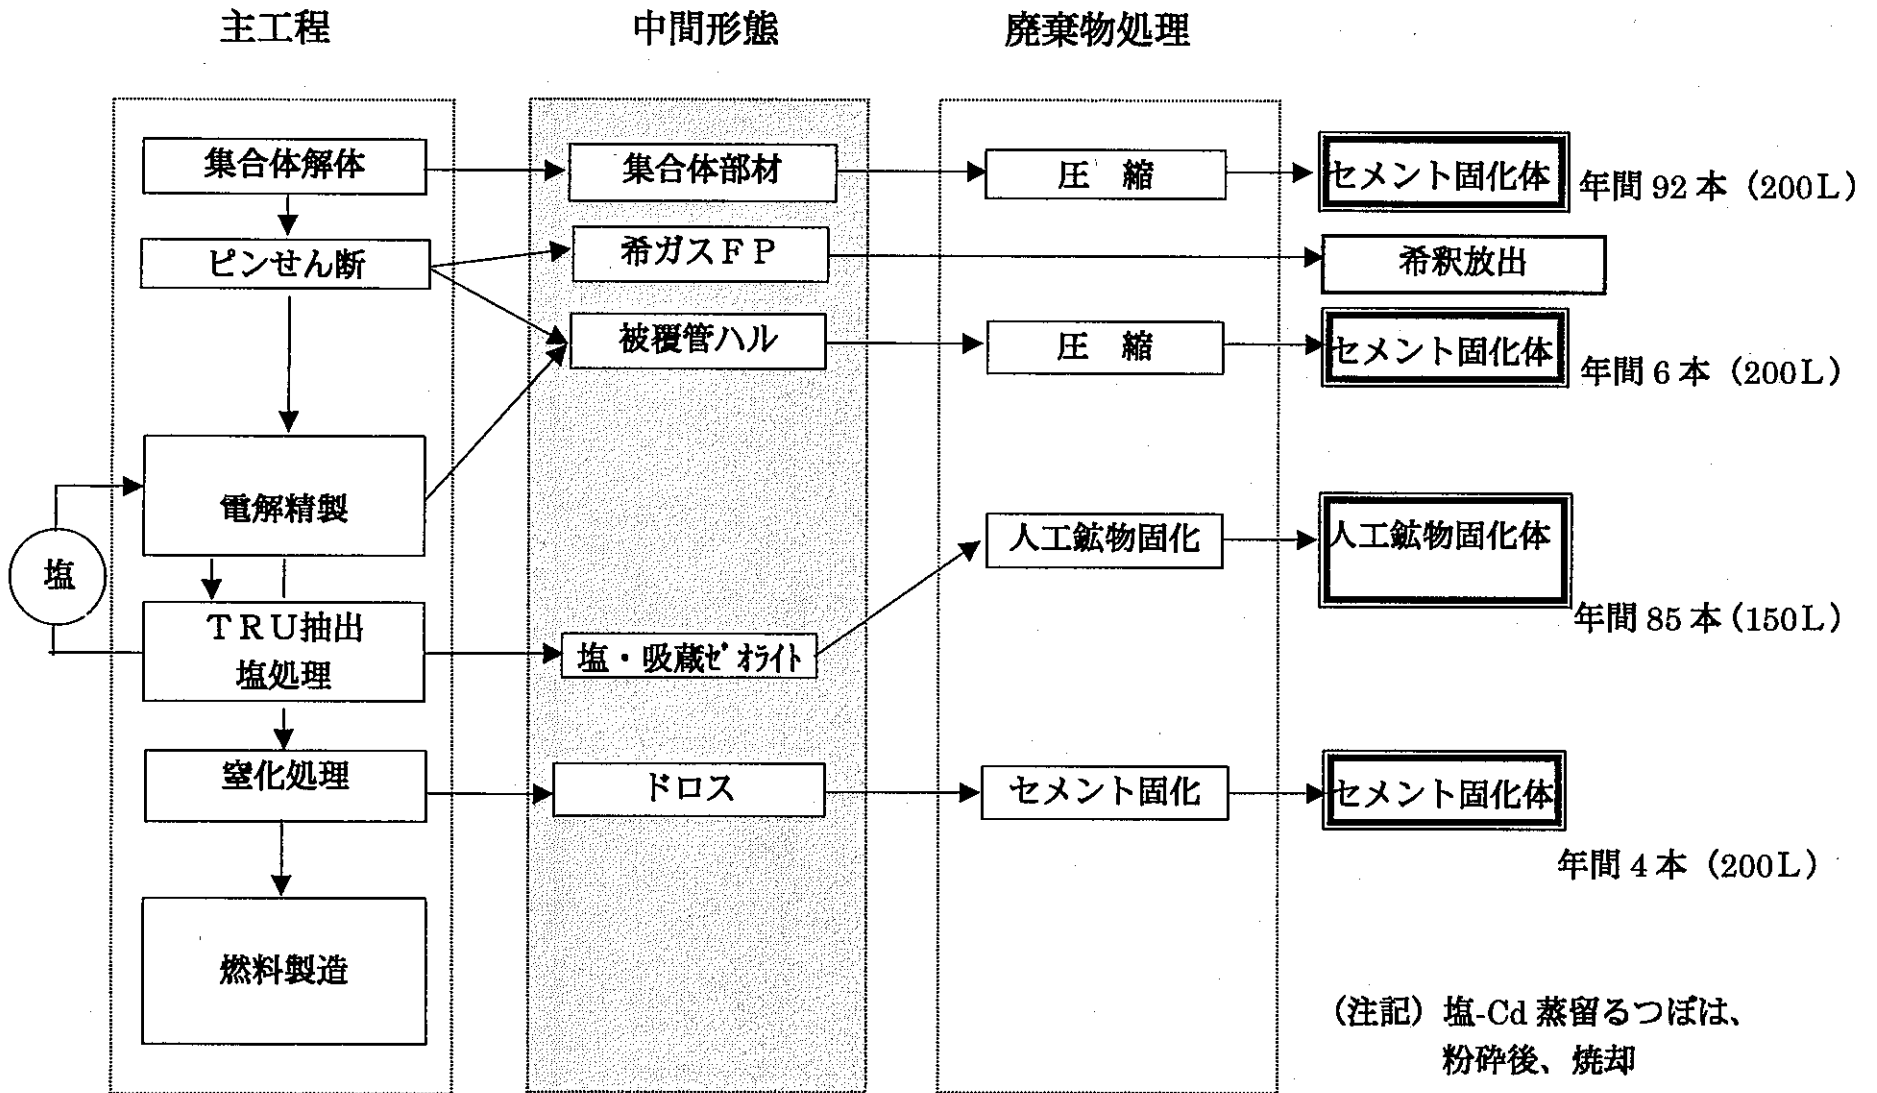 主工程
中間形態
廃棄物処理
集合体解体
集合体部材
圧 縮
セメント固化体
年間 92 本（200L）
ピンせん断
希ガスＦＰ
希釈放出
被覆管ハル
圧 縮
セメント固化体
年間 6 本（200L）
電解精製
人工鉱物固化
人工鉱物固化体
年間 85 本（150L）
塩
ＴＲＵ抽出
塩処理
塩・吸蔵ｾﾞｵﾗｲﾄ
窒化処理
ドロス
セメント固化
セメント固化体
年間 4 本（200L）
燃料製造
（注記）塩-Cd 蒸留るつぼは、
粉砕後、焼却